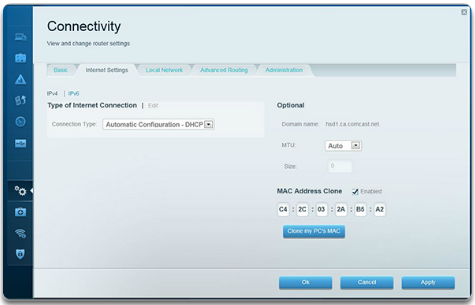 Connectivity
View and change router settings
Basic Internet Settings Local Network Advanced Routing Administration
IPv4 | IPv6
Type of Internet Connection | Edit
Connection Type: Automatic Configuration - DHCP
Optional
Domain name: hsd1.ca.comcast.net.
MTU: Auto
Size: 0
MAC Address Clone Enabled
C4 : 2C : 03 : 2A : B5 : A2
Clone my PC's MAC
Ok Cancel Apply